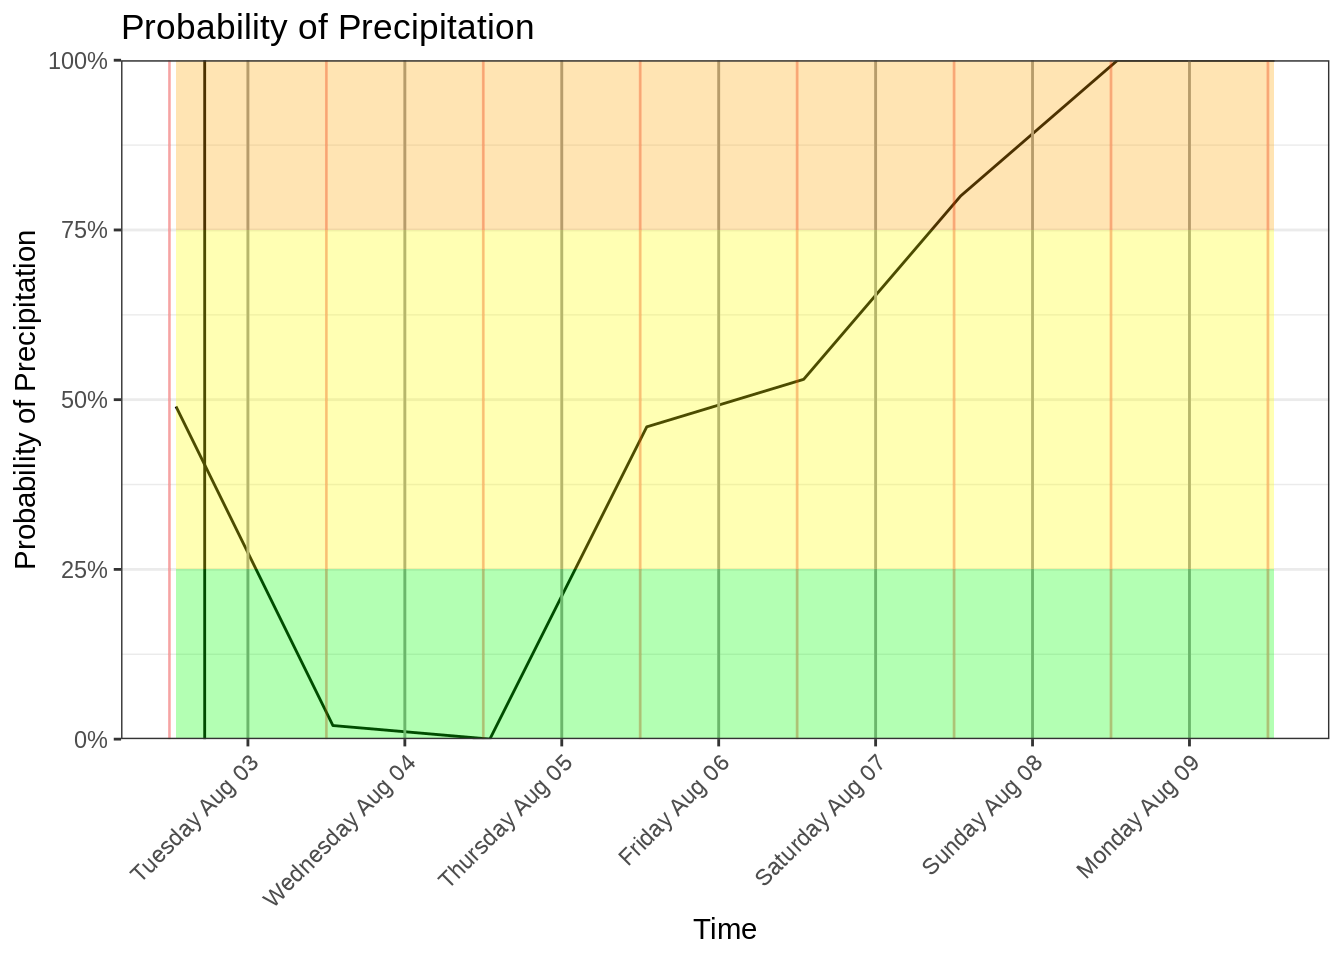 Probability of Precipitation
Probability of Precipitation
100%
75%
50%
25%
0%
Tuesday Aug 03
Wednesday Aug 04
Thursday Aug 05
Friday Aug 06
Saturday Aug 07
Sunday Aug 08
Monday Aug 09
Time